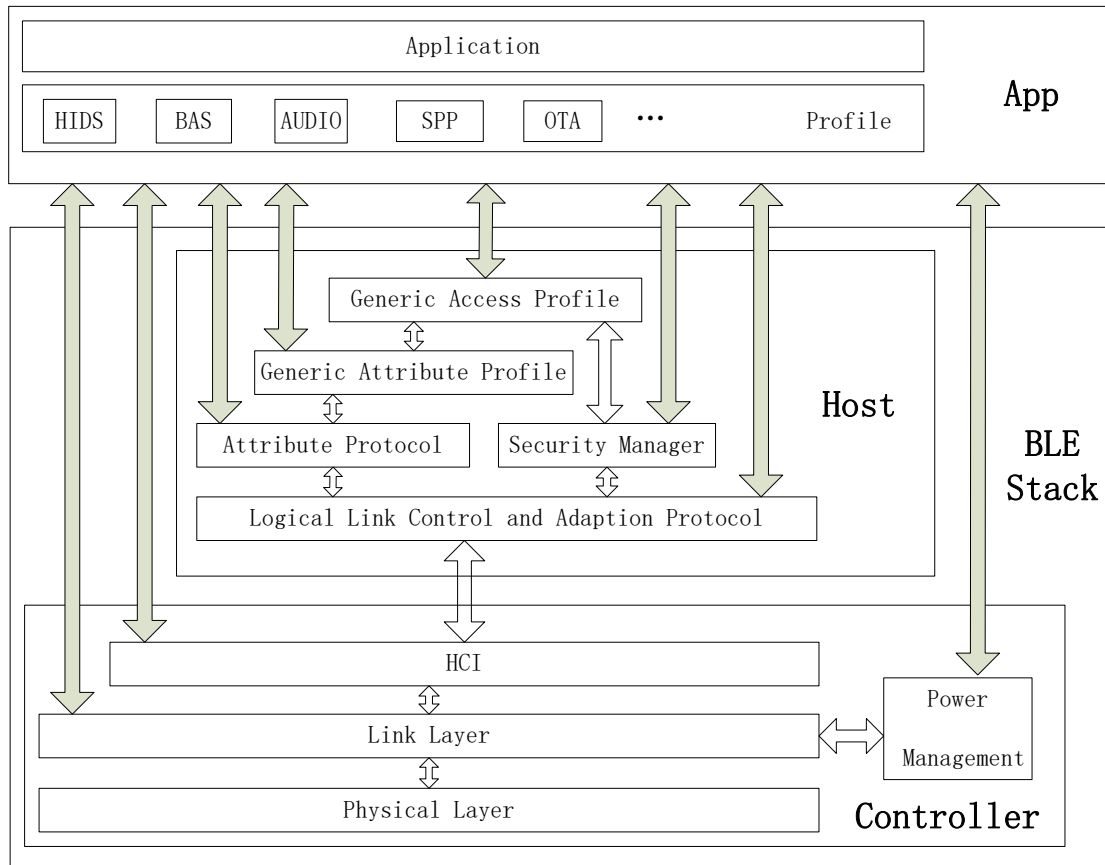 Application
App
HIDS BAS AUDIO SPP OTA ... Profile
Generic Access Profile
Generic Attribute Profile
Host
Attribute Protocol
Security Manager
BLE
Stack
Logical Link Control and Adaption Protocol
HCI
Power
Management
Link Layer
Physical Layer
Controller